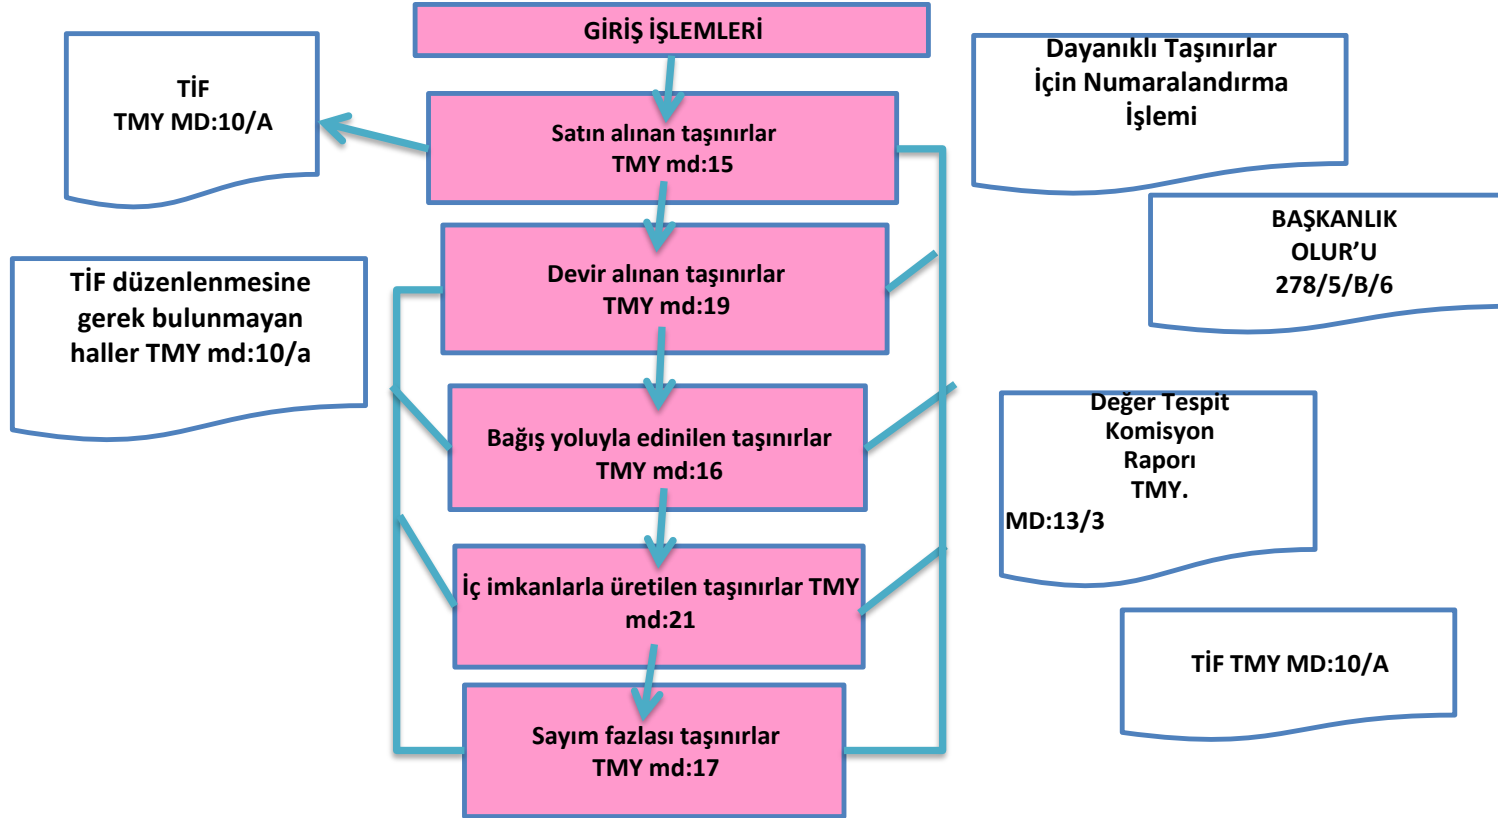 GİRİŞ İŞLEMLERİ
TİF
TMY MD:10/A
Dayanıklı Taşınırlar
İçin Numaralandırma
İşlemi
Satın alınan taşınırlar
TMY md:15
BAŞKANLIK
OLUR’U
278/5/B/6
TİF düzenlenmesine
gerek bulunmayan
haller TMY md:10/a
Devir alınan taşınırlar
TMY md:19
Bağış yoluyla edinilen taşınırlar
TMY md:16
Değer Tespit
Komisyon
Raporı
TMY.
MD:13/3
İç imkanlarla üretilen taşınırlar TMY
md:21
TİF TMY MD:10/A
Sayım fazlası taşınırlar
TMY md:17